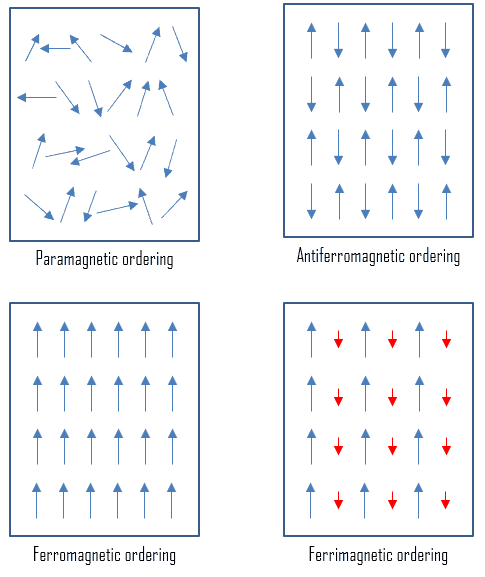 Paramagnetic ordering
Antiferromagnetic ordering
Ferromagnetic ordering
Ferrimagnetic ordering